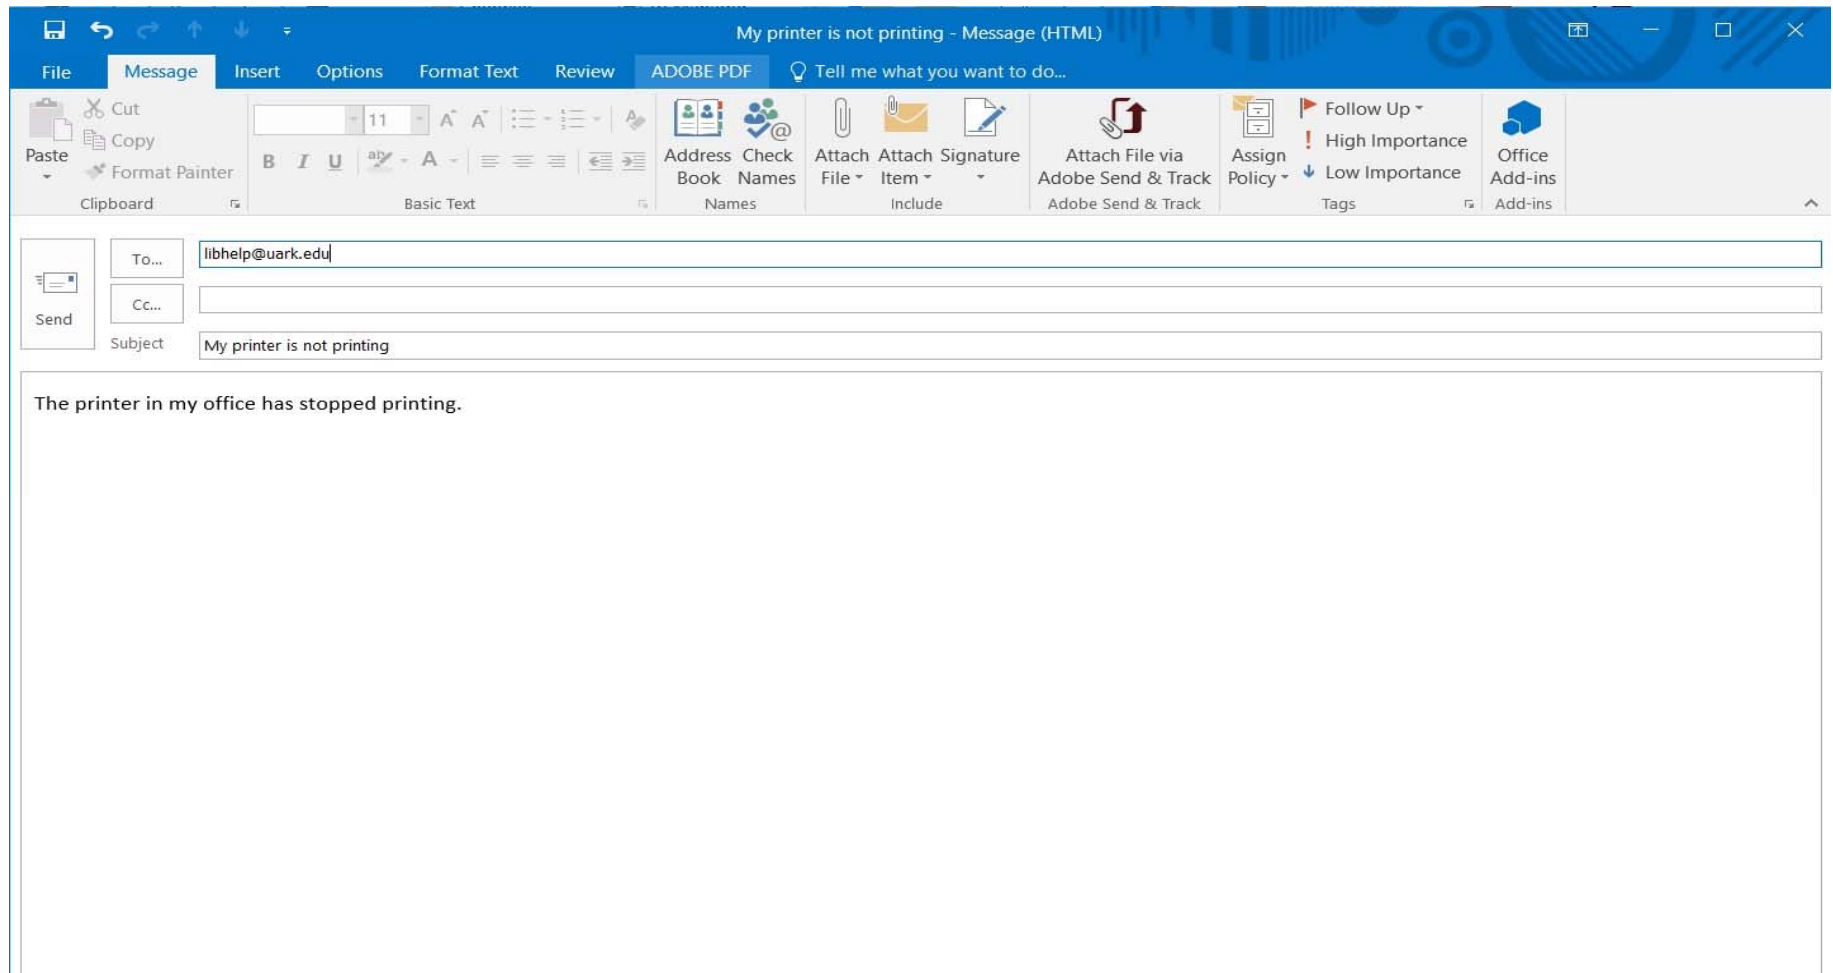 My printer is not printing - Message (HTML)
File Message Insert Options Format Text Review ADOBE PDF Tell me what you want to do...
Paste
Cut
Copy
Format Painter
Clipboard
11
B I U
Basic Text
Address Book
Check Names
Names
Attach File
Attach Item
Signature
Include
Attach File via
Adobe Send & Track
Adobe Send & Track
Assign Policy
Follow Up
High Importance
Low Importance
Tags
Office Add-ins
Add-ins
Send
To... libhelp@uark.edu
Cc...
Subject My printer is not printing
The printer in my office has stopped printing.